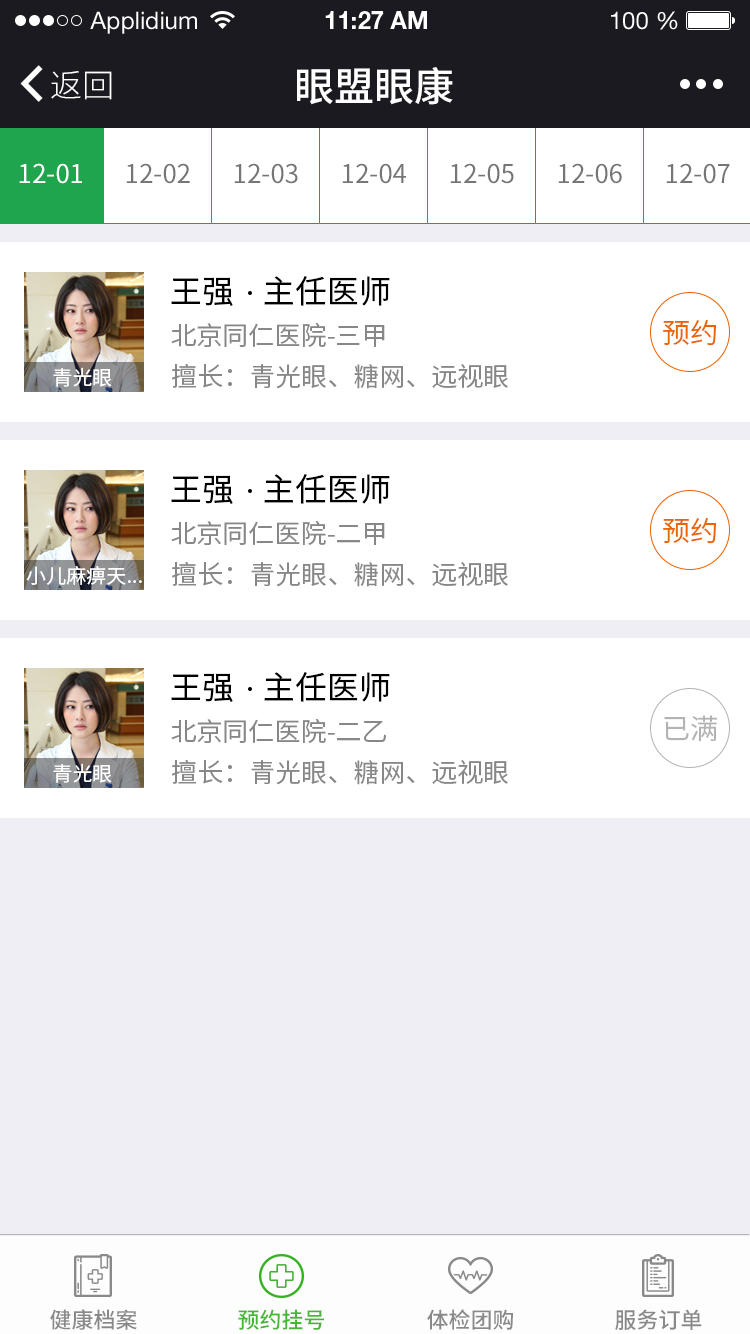 Applidium 11:27 AM 100 %
返回 眼盟眼康
12-01 12-02 12-03 12-04 12-05 12-06 12-07
王强 · 主任医师
北京同仁医院-三甲
擅长：青光眼、糖网、远视眼
青光眼
预约
王强 · 主任医师
北京同仁医院-二甲
擅长：青光眼、糖网、远视眼
小儿麻痹天...
预约
王强 · 主任医师
北京同仁医院-二乙
擅长：青光眼、糖网、远视眼
青光眼
已满
健康档案 预约挂号 体检团购 服务订单